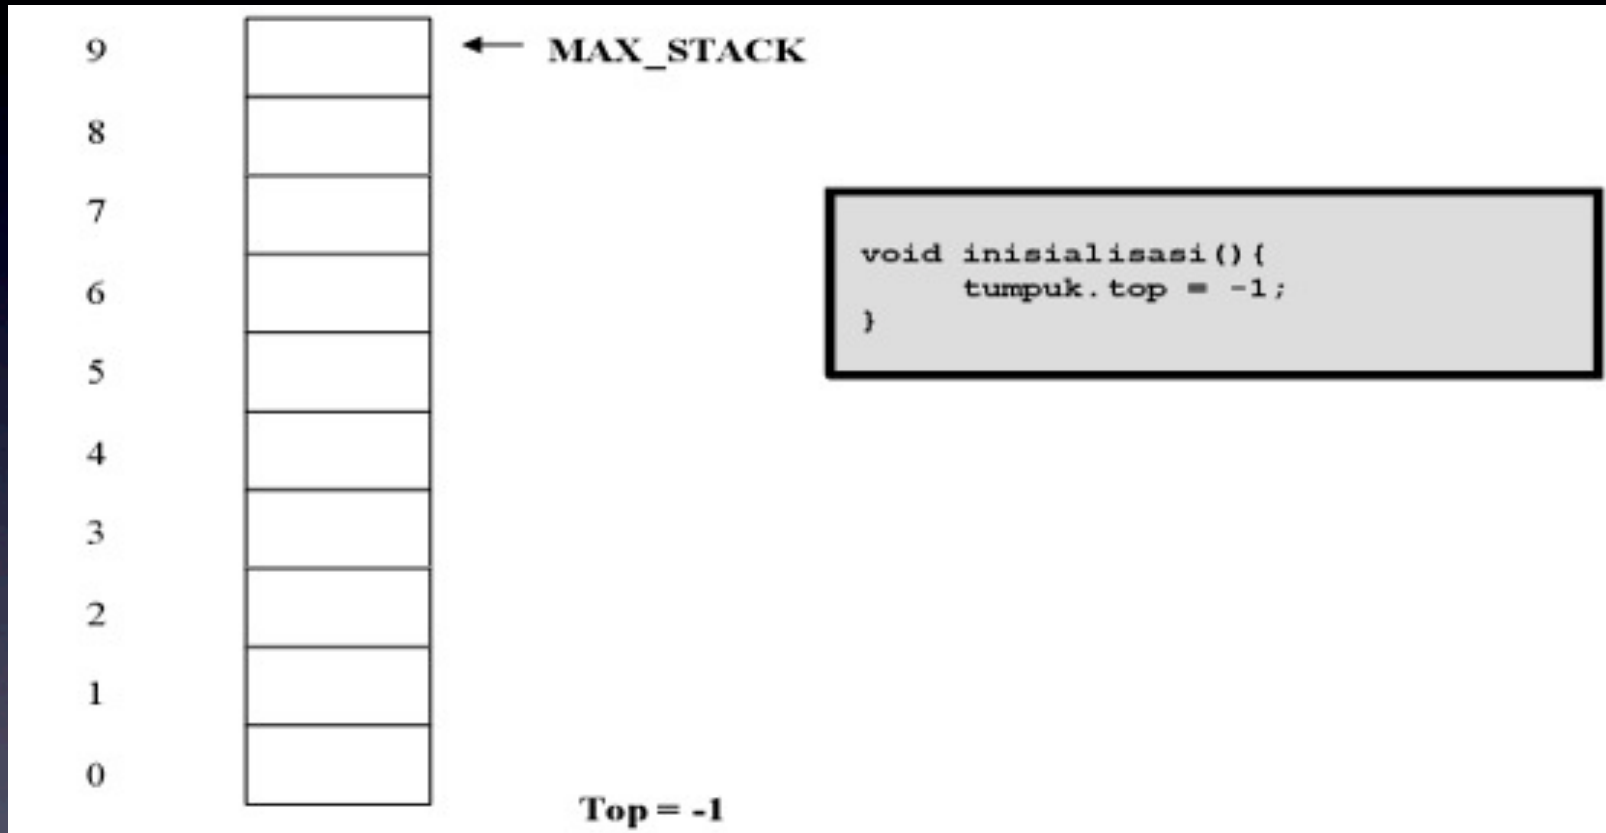 9
MAX_STACK
8
7
6
5
4
3
2
1
0
Top = -1
void inisialisasi(){
tumpuk.top = -1;
}